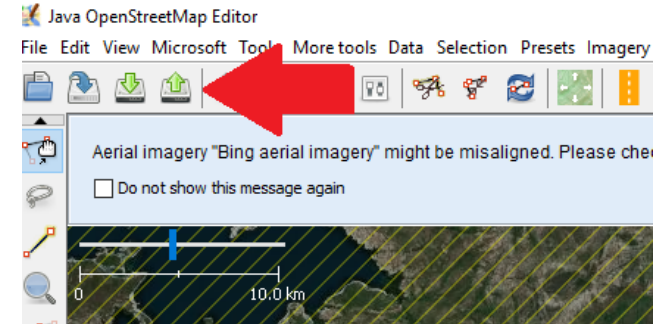 Java OpenStreetMap Editor
File Edit View Microsoft Tools More tools Data Selection Presets Imagery
Aerial imagery "Bing aerial imagery" might be misaligned. Please che
Do not show this message again
0 10.0 km